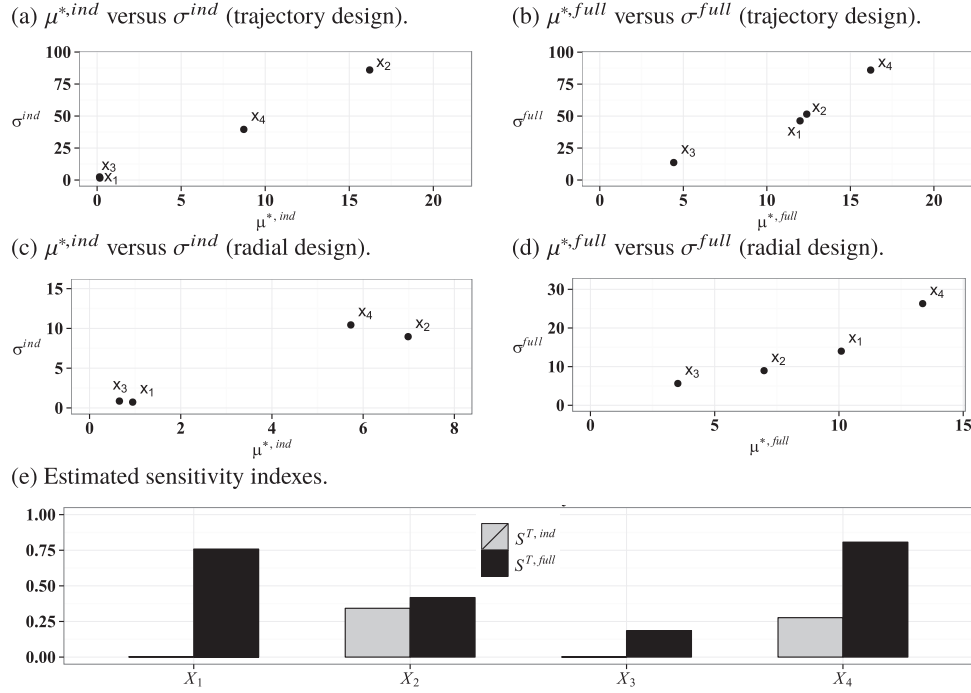 (a) μ*,ind versus σind (trajectory design).
(b) μ*,full versus σfull (trajectory design).
100
75
σind
50
25
0
x2
x4
x3
x1
0 5 10 15 20
μ*,ind
100
75
σfull
50
25
0
x4
x2
x1
x3
0 5 10 15 20
μ*,full
(c) μ*,ind versus σind (radial design).
(d) μ*,full versus σfull (radial design).
15
10
σind
5
0
x4
x2
x3
x1
0 2 4 6 8
μ*,ind
30
20
σfull
10
0
x4
x1
x2
x3
0 5 10 15
μ*,full
(e) Estimated sensitivity indexes.
1.00
0.75
0.50
0.25
0.00
ST,ind
ST,full
X1 X2 X3 X4